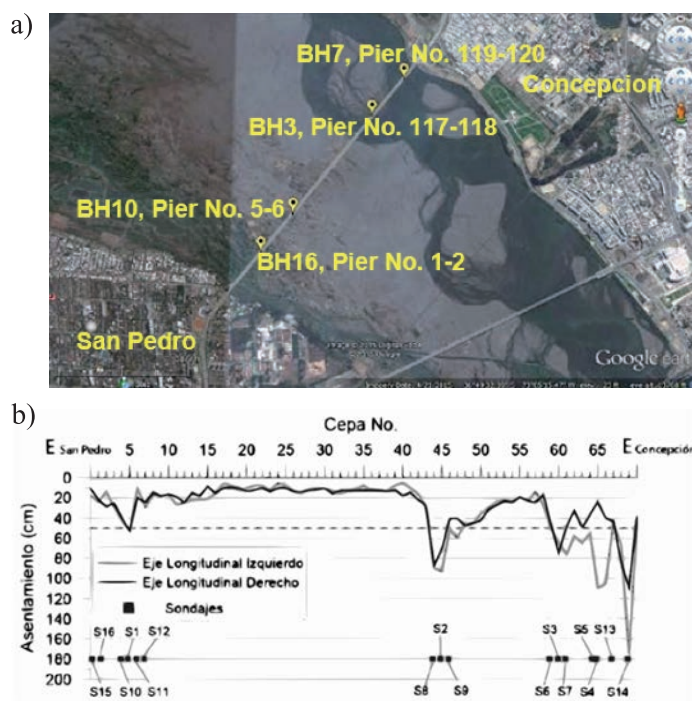 a)
BH7, Pier No. 119-120
Concepcion
BH3, Pier No. 117-118
BH10, Pier No. 5-6
BH16, Pier No. 1-2
San Pedro
Google
b)
Cepa No.
E San Pedro 5 10 15 20 25 30 35 40 45 50 55 60 65 E Concepción
Asentamiento (cm)
0
20
40
60
80
100
120
140
160
180
200
Eje Longitudinal Izquierdo
Eje Longitudinal Derecho
Sondajes
S16 S1 S12 S2 S3 S5 S13
S15 S10 S11 S8 S9 S6 S7 S4 S14